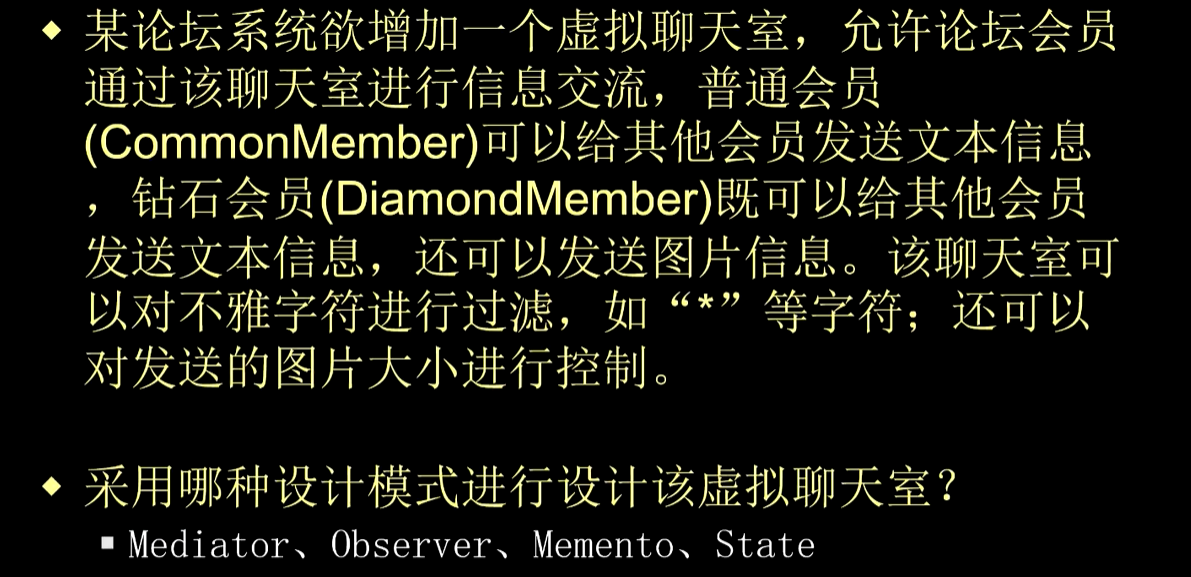 某论坛系统欲增加一个虚拟聊天室，允许论坛会员
通过该聊天室进行信息交流，普通会员
(CommonMember)可以给其他会员发送文本信息
，钻石会员(DiamondMember)既可以给其他会员
发送文本信息，还可以发送图片信息。该聊天室可
以对不雅字符进行过滤，如“*”等字符；还可以
对发送的图片大小进行控制。
采用哪种设计模式进行设计该虚拟聊天室？
Mediator、Observer、Memento、State